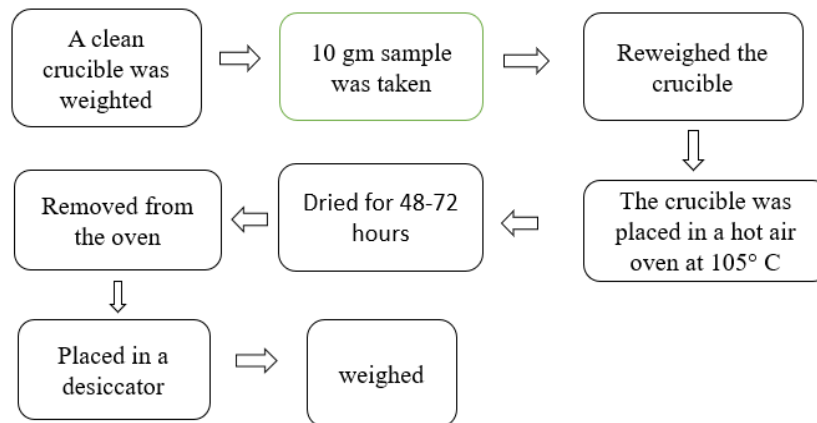 A clean
crucible was
weighted
10 gm sample
was taken
Reweighed the
crucible
The crucible was
placed in a hot air
oven at 105° C
Dried for 48-72
hours
Removed from
the oven
Placed in a
desiccator
weighed